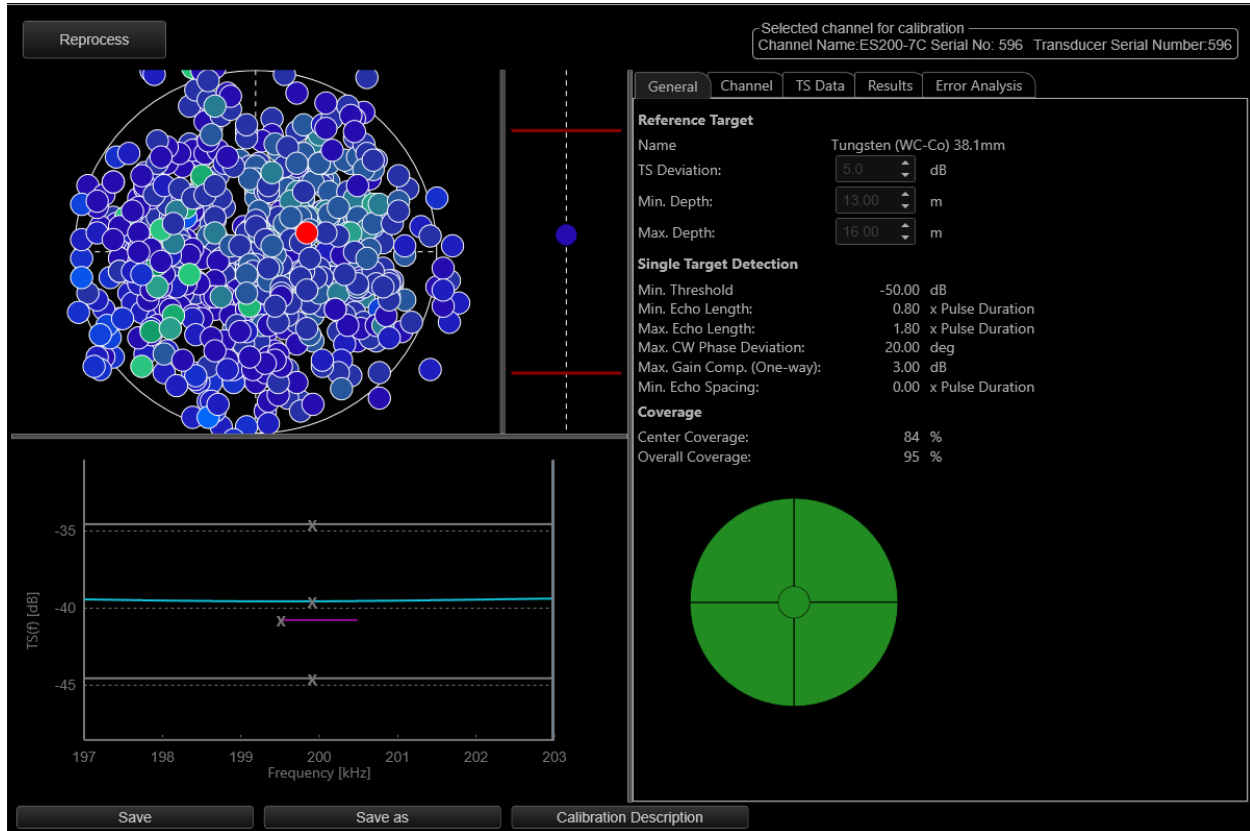 Reprocess
Selected channel for calibration
Channel Name:ES200-7C Serial No: 596 Transducer Serial Number:596
General Channel TS Data Results Error Analysis
Reference Target
Name Tungsten (WC-Co) 38.1mm
TS Deviation: 5.0 dB
Min. Depth: 13.00 m
Max. Depth: 16.00 m
Single Target Detection
Min. Threshold -50.00 dB
Min. Echo Length: 0.80 x Pulse Duration
Max. Echo Length: 1.80 x Pulse Duration
Max. CW Phase Deviation: 20.00 deg
Max. Gain Comp. (One-way): 3.00 dB
Min. Echo Spacing: 0.00 x Pulse Duration
Coverage
Center Coverage: 84 %
Overall Coverage: 95 %
TS(f) [dB]
-35
-40
-45
X
X
X
X
197 198 199 200 201 202 203
Frequency [kHz]
Save Save as Calibration Description